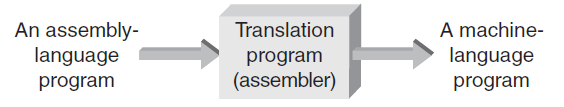 An assembly-
language
program
Translation
program
(assembler)
A machine-
language
program